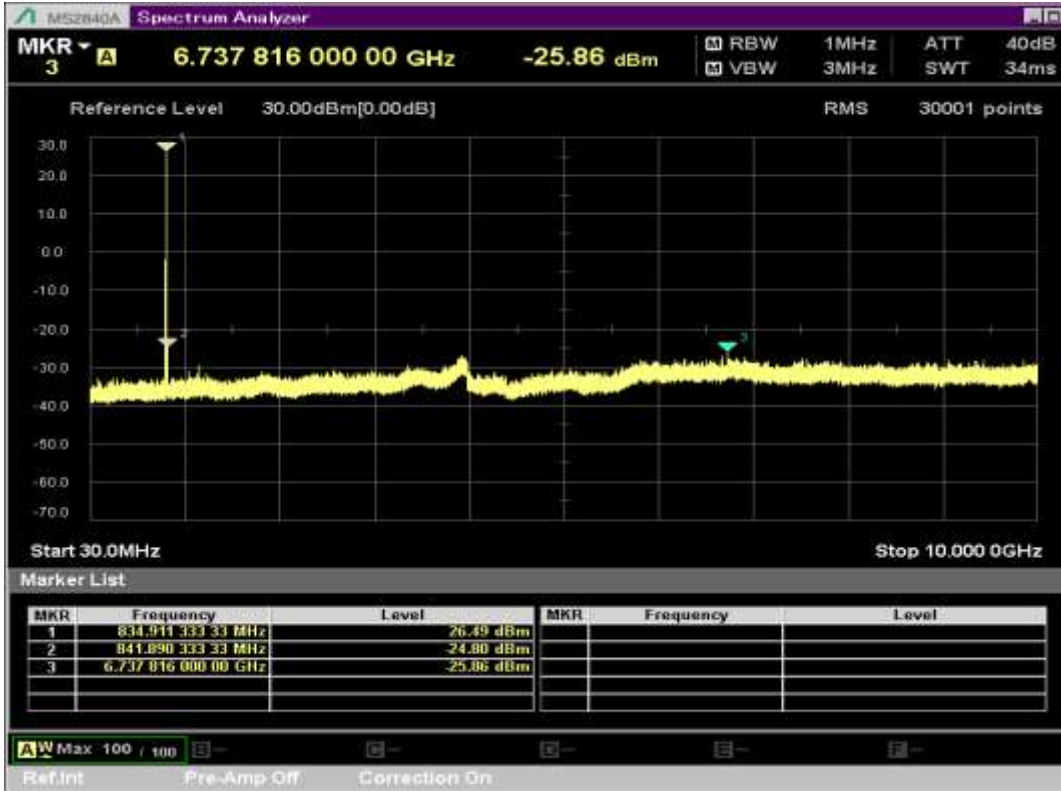 MS2840A Spectrum Analyzer
MKR A 6.737 816 000 00 GHz -25.86 dBm M RBW 1MHz ATT 40dB
3 M VBW 3MHz SWT 34ms
Reference Level 30.00dBm[0.00dB] RMS 30001 points
30.0
20.0
10.0
0.0
-10.0
-20.0
-30.0
-40.0
-50.0
-60.0
-70.0
2
3
Start 30.0MHz Stop 10.000 0GHz
Marker List
MKR Frequency Level MKR Frequency Level
1 834.911 333 33 MHz 26.49 dBm
2 841.890 333 33 MHz -24.80 dBm
3 6.737 816 000 00 GHz -25.86 dBm
A W Max 100 / 100
Ref.Int Pre-Amp Off Correction On